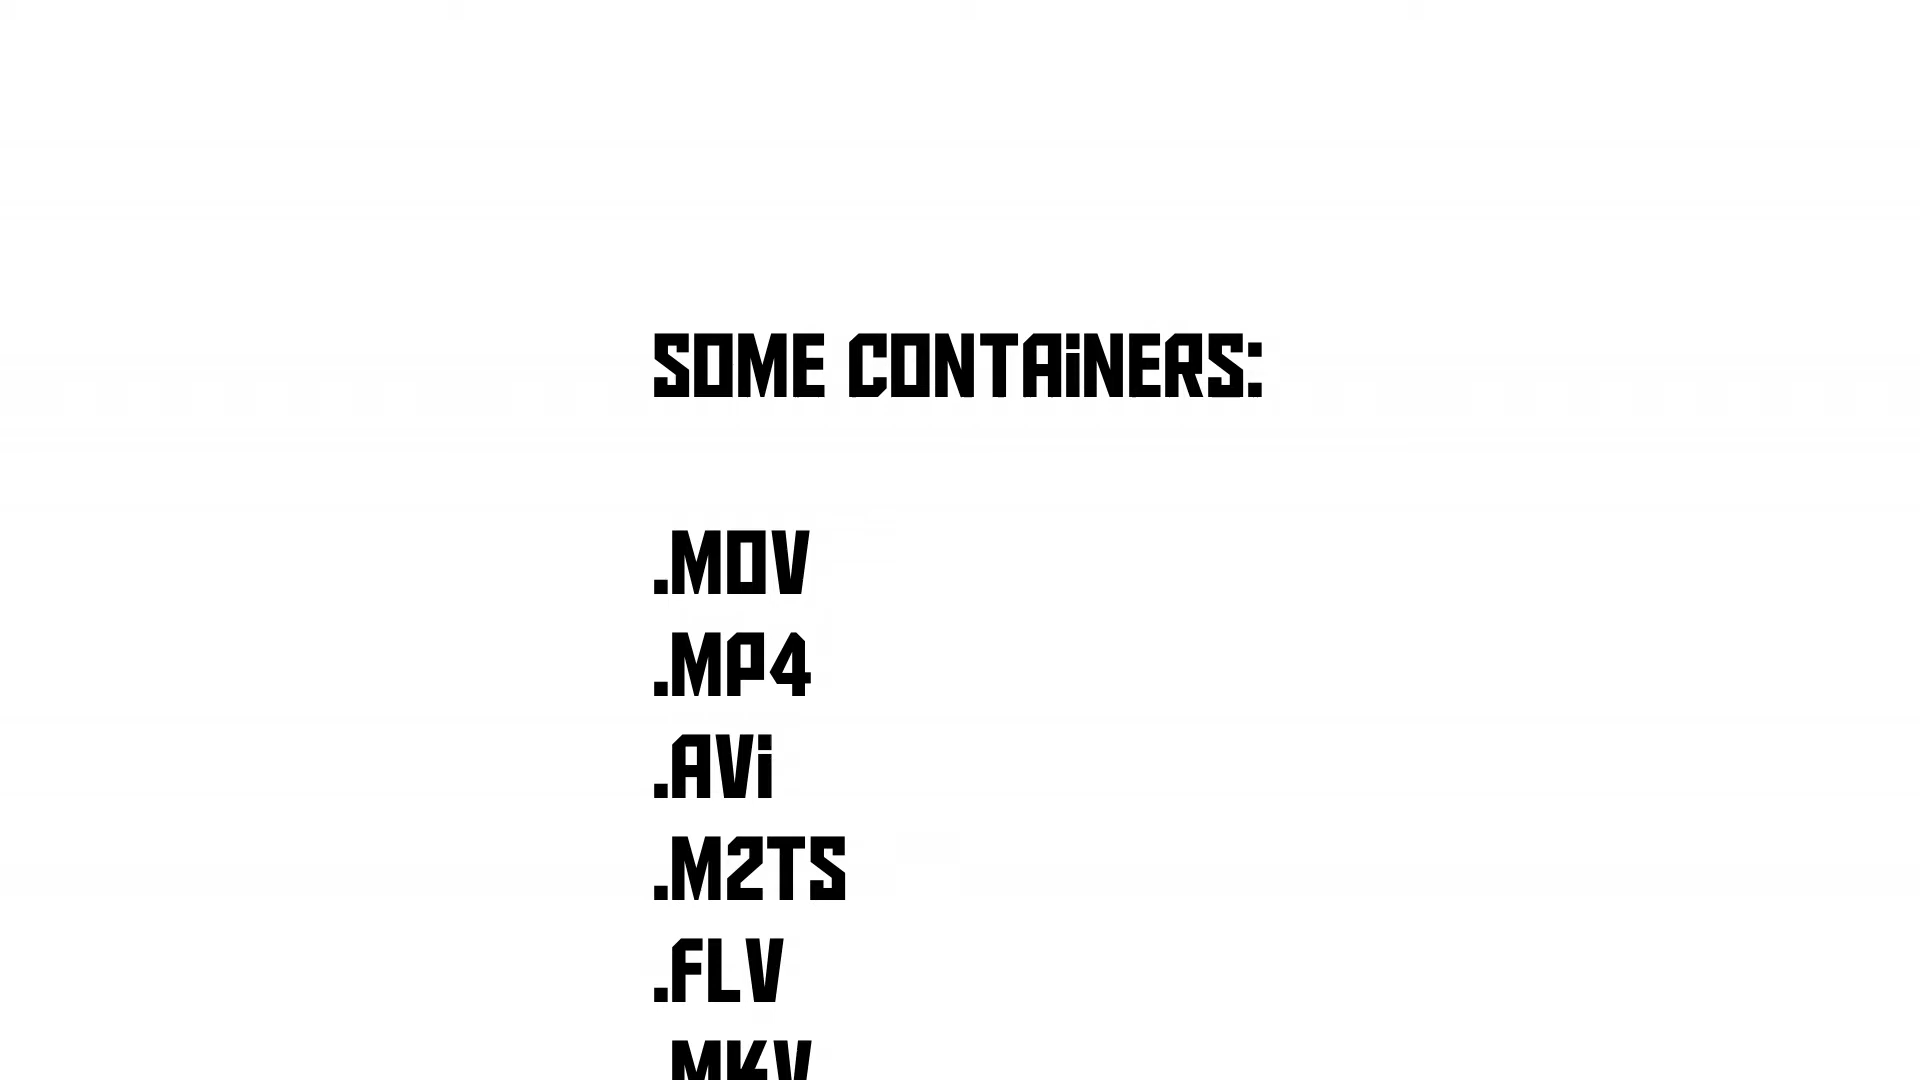 SOME CONTAiNERS:
.MOV
.MP4
.AVi
.M2TS
.FLV
.MKV